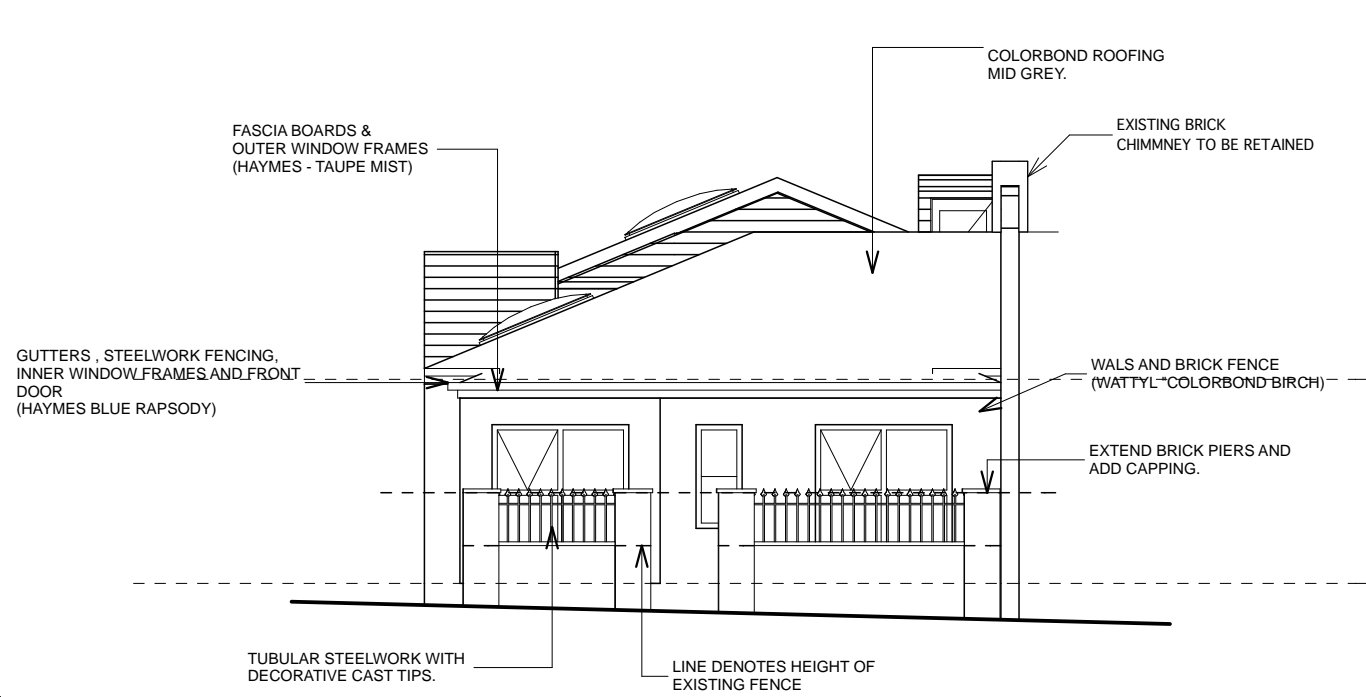 COLORBOND ROOFING
MID GREY.
EXISTING BRICK
CHIMMNEY TO BE RETAINED
FASCIA BOARDS &
OUTER WINDOW FRAMES
(HAYMES - TAUPE MIST)
GUTTERS , STEELWORK FENCING,
INNER WINDOW FRAMES AND FRONT
DOOR
(HAYMES BLUE RAPSODY)
WALS AND BRICK FENCE
(WATTYL "COLORBOND BIRCH)
EXTEND BRICK PIERS AND
ADD CAPPING.
TUBULAR STEELWORK WITH
DECORATIVE CAST TIPS.
LINE DENOTES HEIGHT OF
EXISTING FENCE